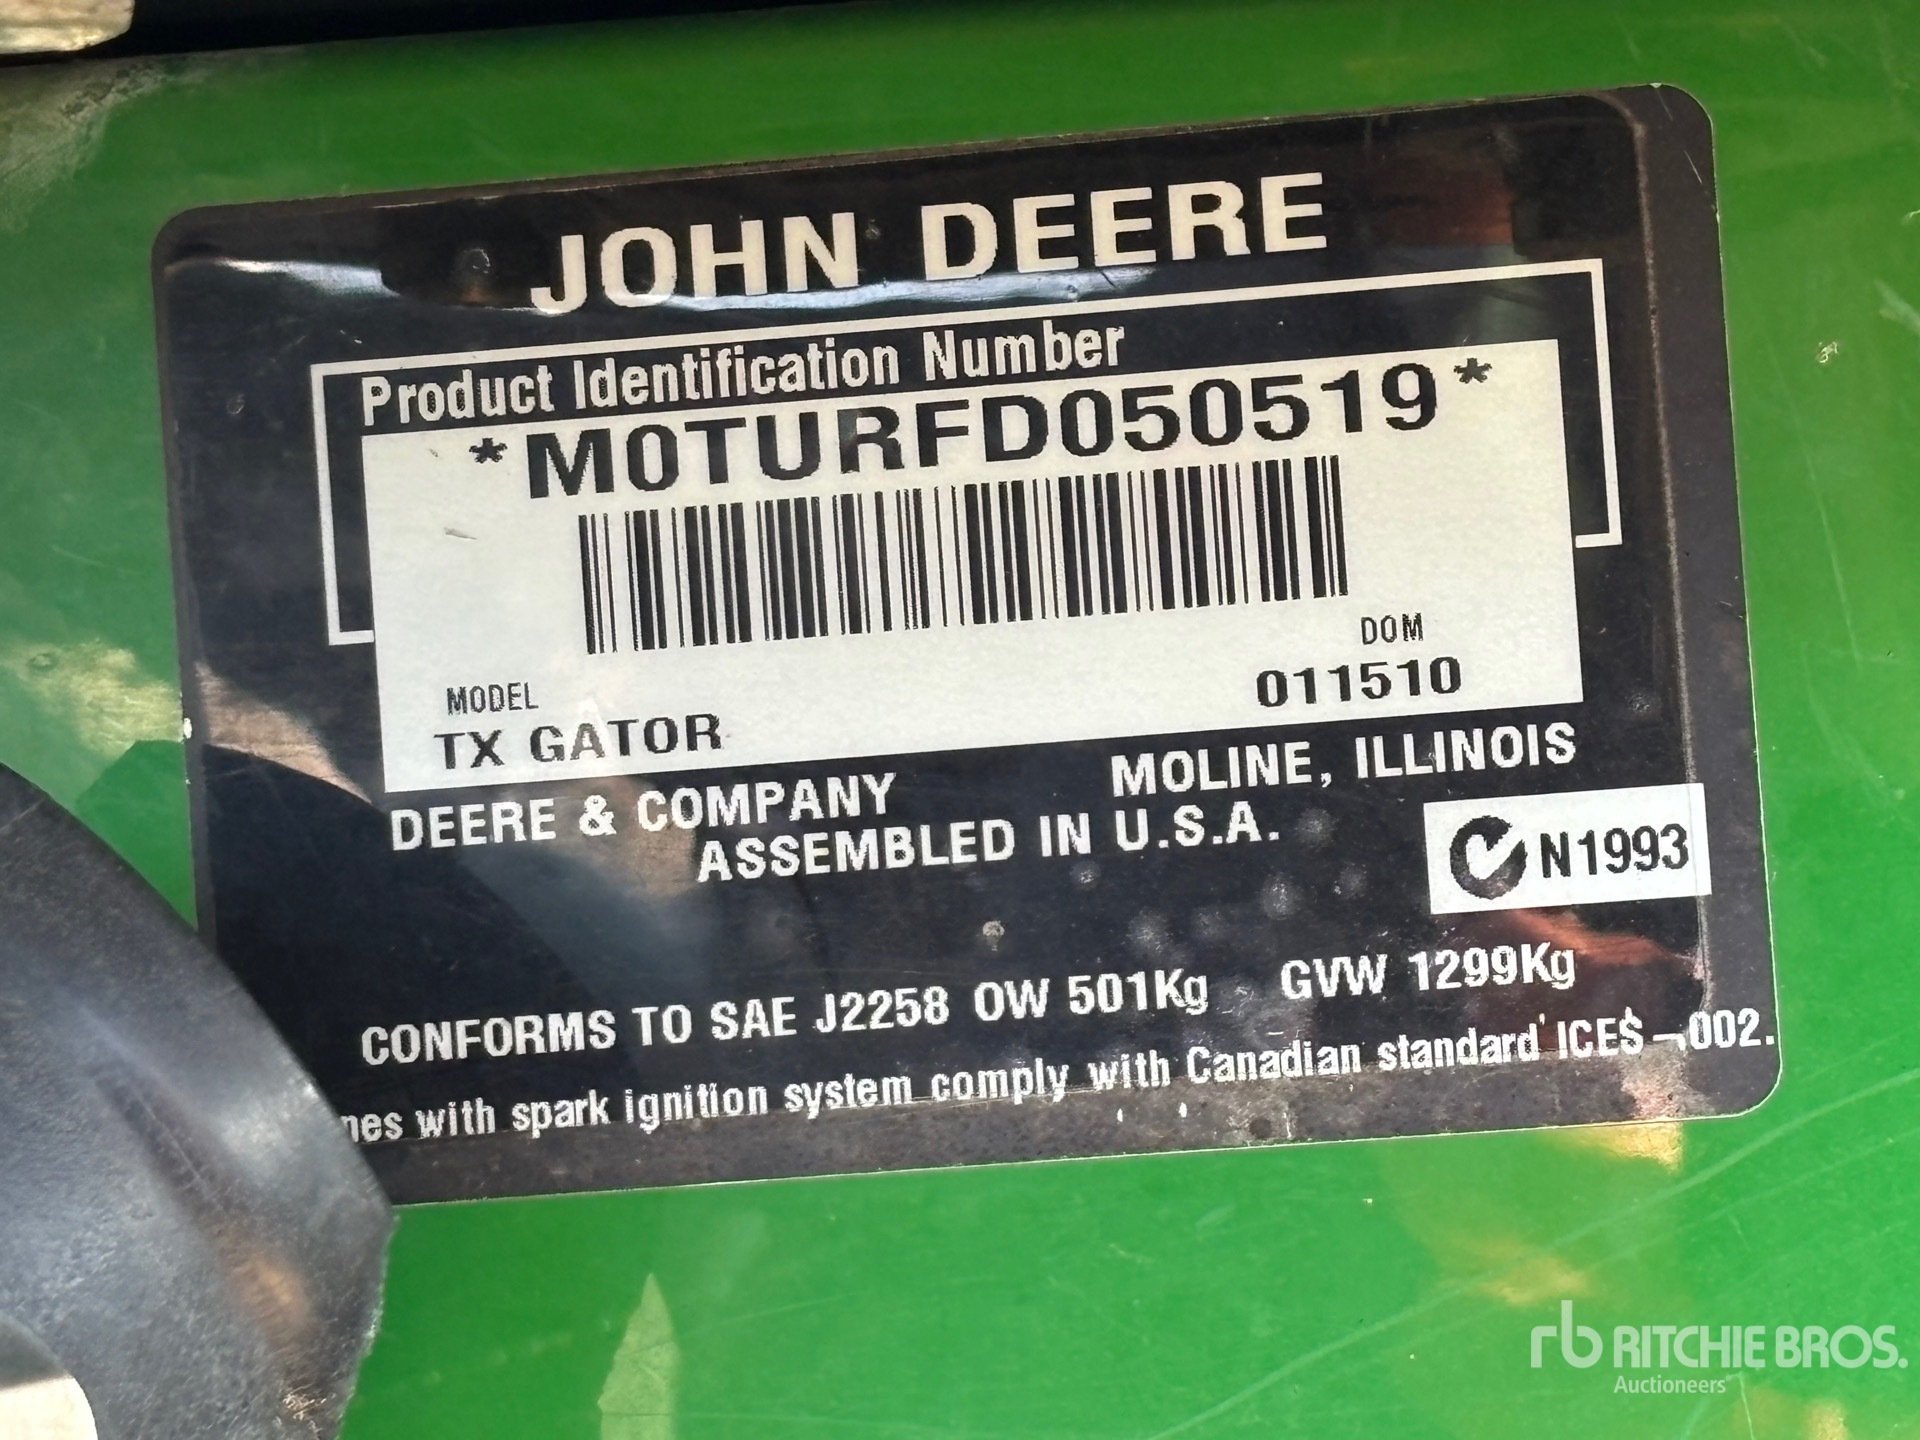 JOHN DEERE
Product Identification Number
*M0TURFD050519*
DOM
011510
MODEL
TX GATOR
DEERE & COMPANY MOLINE, ILLINOIS
ASSEMBLED IN U.S.A.
N1993
CONFORMS TO SAE J2258 OW 501Kg GVW 1299Kg
with spark ignition system comply with Canadian standard ICES-002.
rb RITCHIE BROS.
Auctioneers